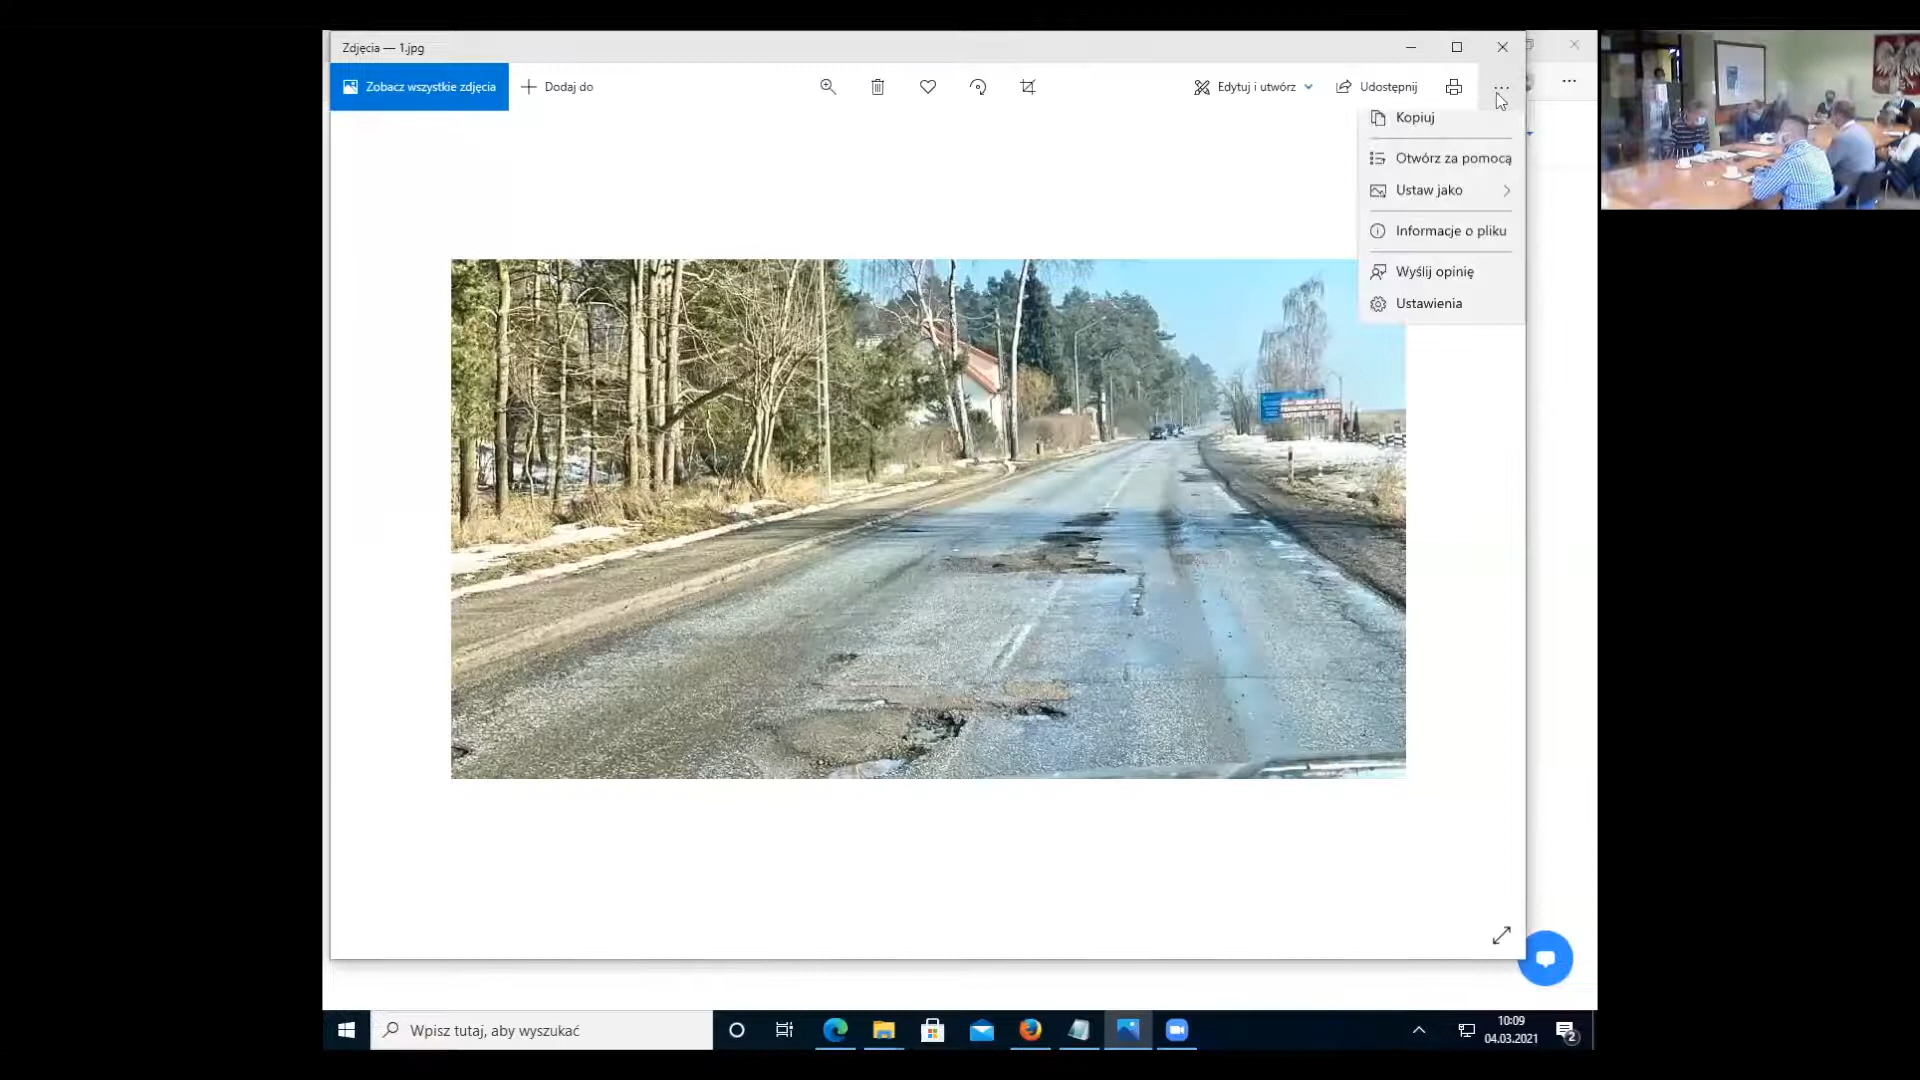 Zdjęcia — 1.jpg
Zobacz wszystkie zdjęcia
Dodaj do
Edytuj i utwórz
Udostępnij
Kopiuj
Otwórz za pomocą
Ustaw jako
Informacje o pliku
Wyślij opinię
Ustawienia
Wpisz tutaj, aby wyszukać
10:09
04.03.2021
2